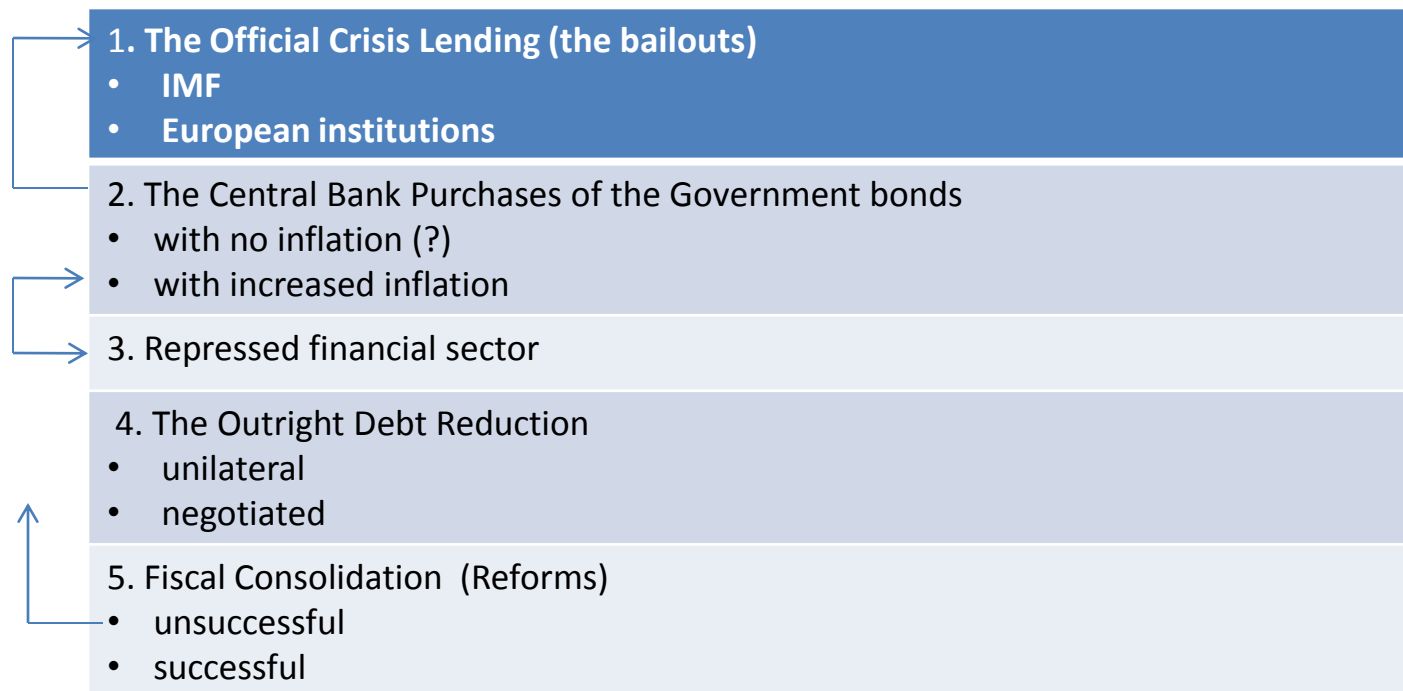 1. The Official Crisis Lending (the bailouts)
• IMF
• European institutions
2. The Central Bank Purchases of the Government bonds
• with no inflation (?)
• with increased inflation
3. Repressed financial sector
4. The Outright Debt Reduction
• unilateral
• negotiated
5. Fiscal Consolidation (Reforms)
• unsuccessful
• successful